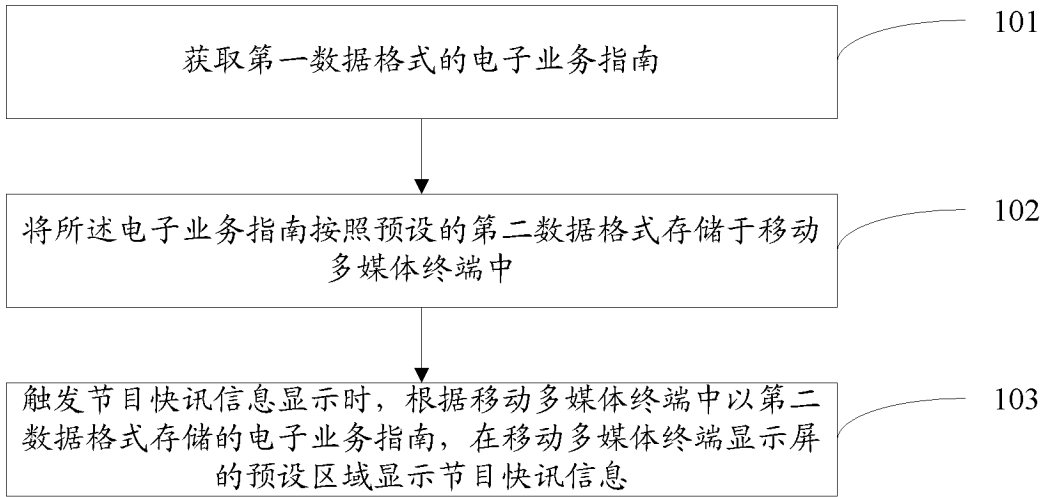 获取第一数据格式的电子业务指南
101
将所述电子业务指南按照预设的第二数据格式存储于移动
多媒体终端中
102
触发节目快讯信息显示时，根据移动多媒体终端中以第二
数据格式存储的电子业务指南，在移动多媒体终端显示屏
的预设区域显示节目快讯信息
103